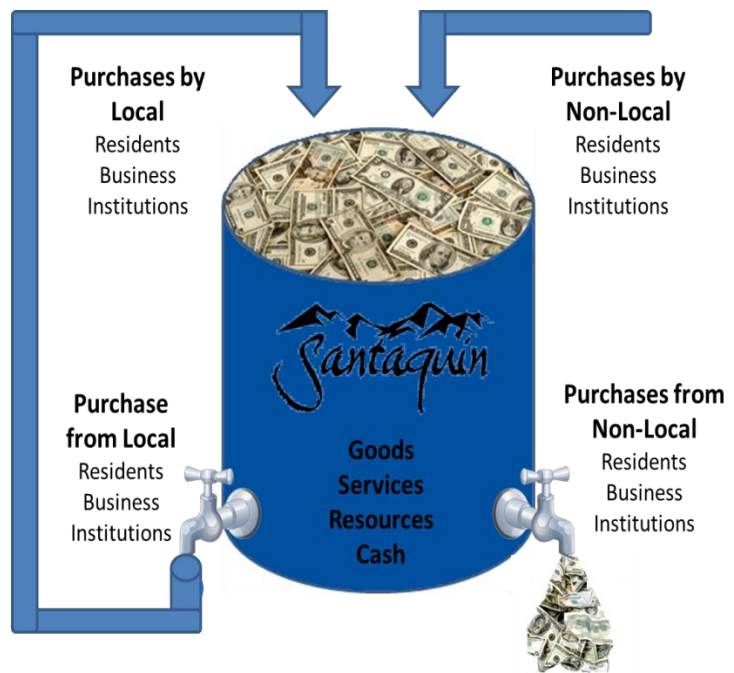 Purchases by
Local
Residents
Business
Institutions
Purchases by
Non-Local
Residents
Business
Institutions
Santaquin
Purchase
from Local
Residents
Business
Institutions
Goods
Services
Resources
Cash
Purchases from
Non-Local
Residents
Business
Institutions